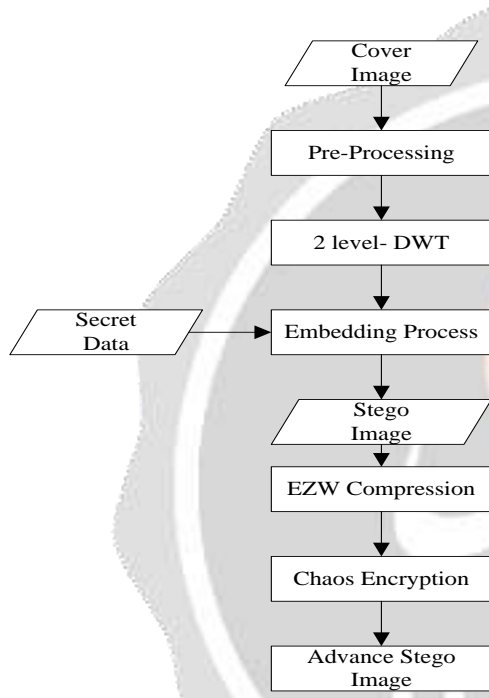 Cover
Image
Pre-Processing
2 level- DWT
Secret
Data
Embedding Process
Stego
Image
EZW Compression
Chaos Encryption
Advance Stego
Image